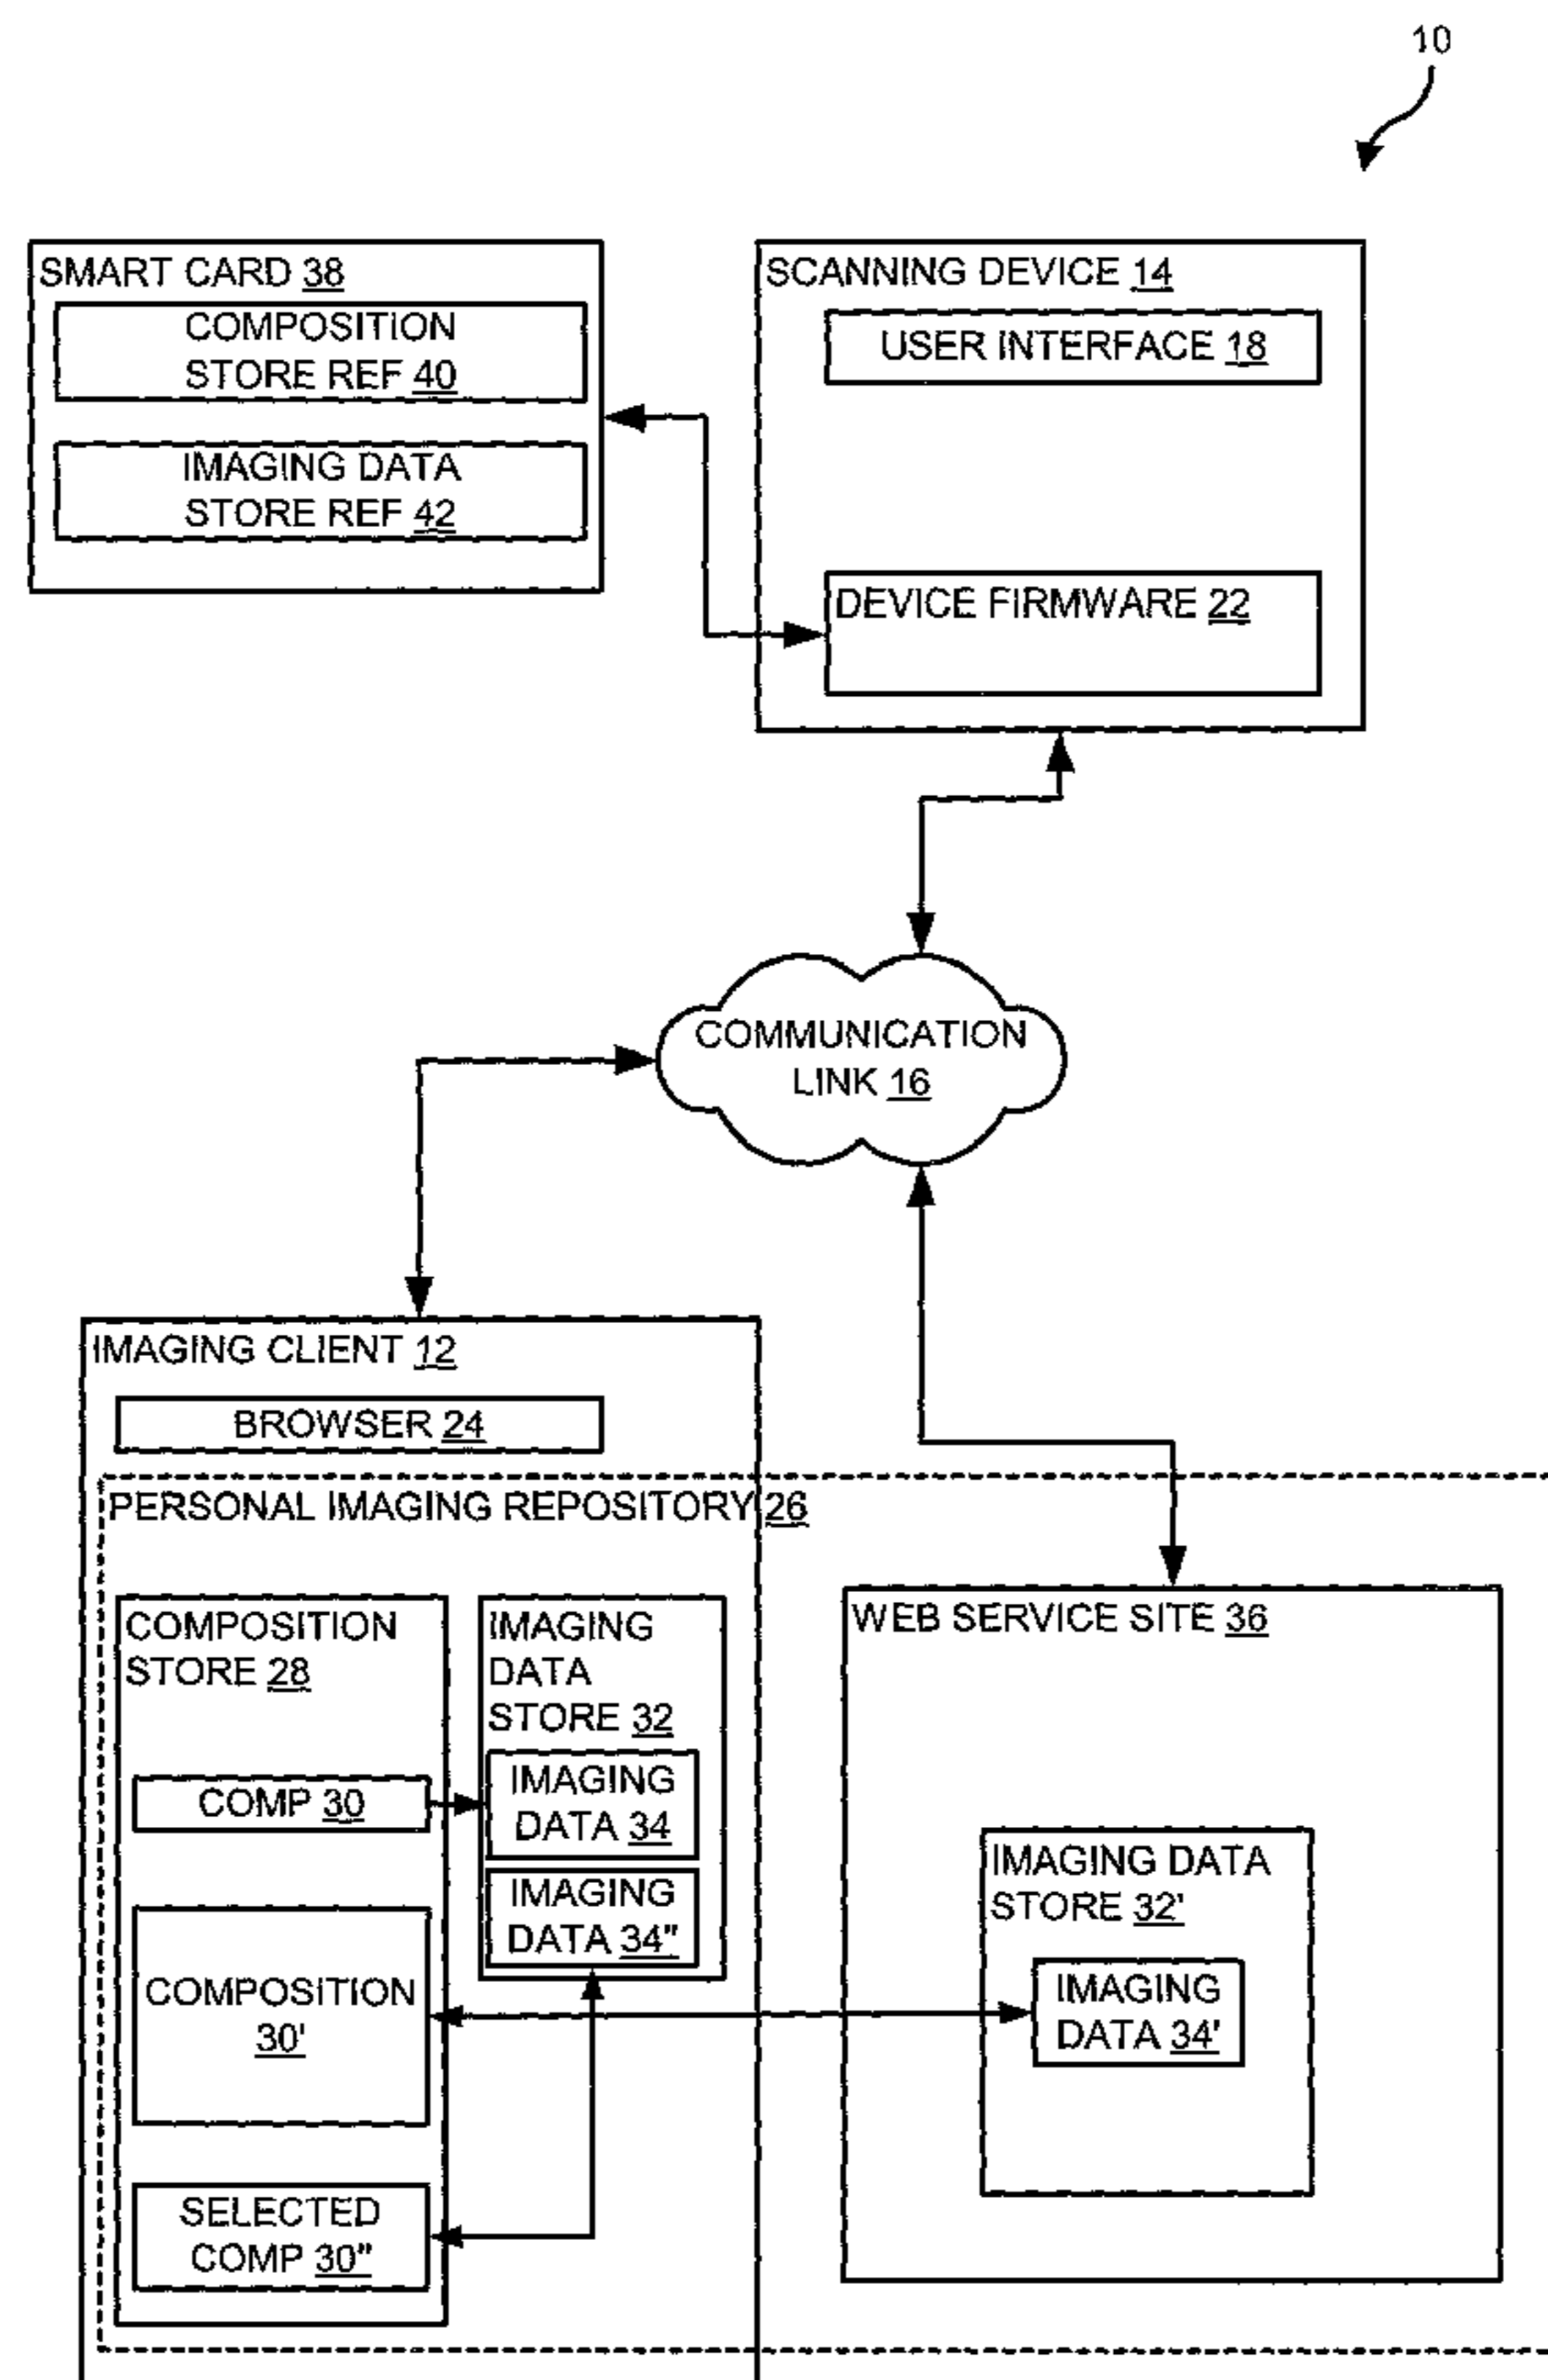 10
SMART CARD 38
COMPOSITION
STORE REF 40
IMAGING DATA
STORE REF 42
SCANNING DEVICE 14
USER INTERFACE 18
DEVICE FIRMWARE 22
COMMUNICATION
LINK 16
IMAGING CLIENT 12
BROWSER 24
PERSONAL IMAGING REPOSITORY 26
COMPOSITION
STORE 28
COMP 30
COMPOSITION
30'
SELECTED
COMP 30"
IMAGING
DATA
STORE 32
IMAGING
DATA 34
IMAGING
DATA 34"
WEB SERVICE SITE 36
IMAGING DATA
STORE 32'
IMAGING
DATA 34'